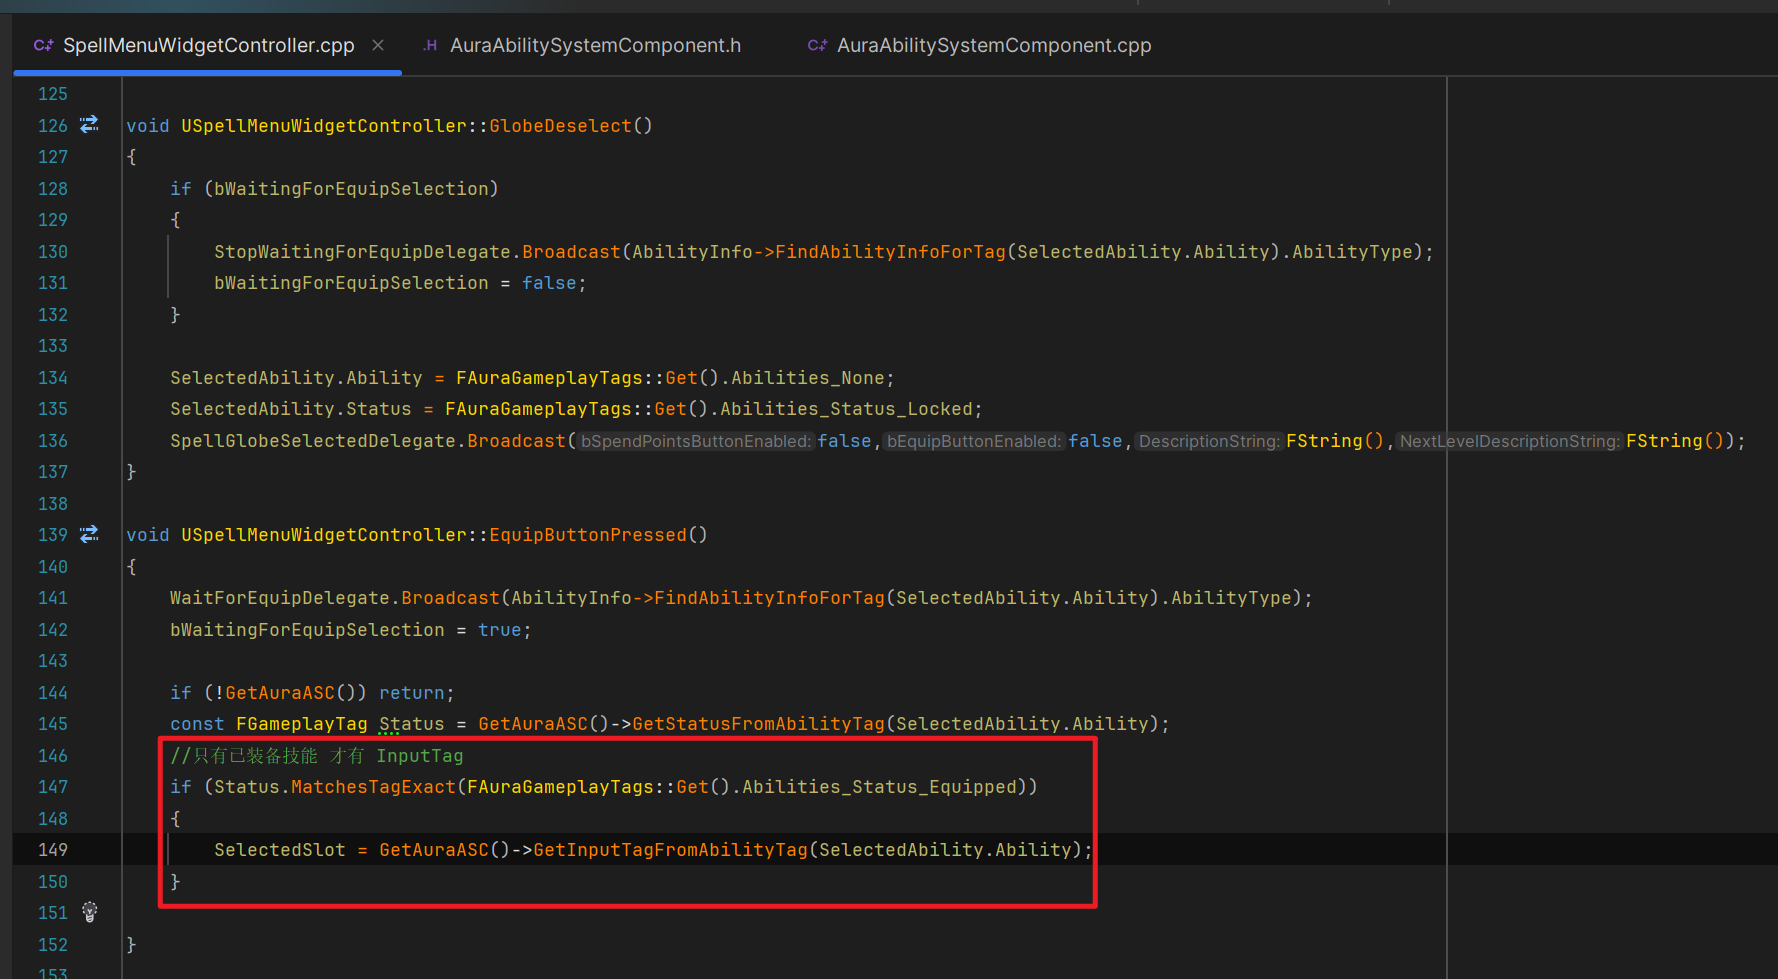 C++ SpellMenuWidgetController.cpp × .H AuraAbilitySystemComponent.h C++ AuraAbilitySystemComponent.cpp
125
126 void USpellMenuWidgetController::GlobeDeselect()
127 {
128 if (bWaitingForEquipSelection)
129 {
130 StopWaitingForEquipDelegate.Broadcast(AbilityInfo->FindAbilityInfoForTag(SelectedAbility.Ability).AbilityType);
131 bWaitingForEquipSelection = false;
132 }
133
134 SelectedAbility.Ability = FAuraGameplayTags::Get().Abilities_None;
135 SelectedAbility.Status = FAuraGameplayTags::Get().Abilities_Status_Locked;
136 SpellGlobeSelectedDelegate.Broadcast( bSpendPointsButtonEnabled: false, bEquipButtonEnabled: false, DescriptionString: FString(), NextLevelDescriptionString: FString());
137 }
138
139 void USpellMenuWidgetController::EquipButtonPressed()
140 {
141 WaitForEquipDelegate.Broadcast(AbilityInfo->FindAbilityInfoForTag(SelectedAbility.Ability).AbilityType);
142 bWaitingForEquipSelection = true;
143
144 if (!GetAuraASC()) return;
145 const FGameplayTag Status = GetAuraASC()->GetStatusFromAbilityTag(SelectedAbility.Ability);
146 //只有已装备技能 才有 InputTag
147 if (Status.MatchesTagExact(FAuraGameplayTags::Get().Abilities_Status_Equipped))
148 {
149 SelectedSlot = GetAuraASC()->GetInputTagFromAbilityTag(SelectedAbility.Ability);
150 }
151
152 }
153